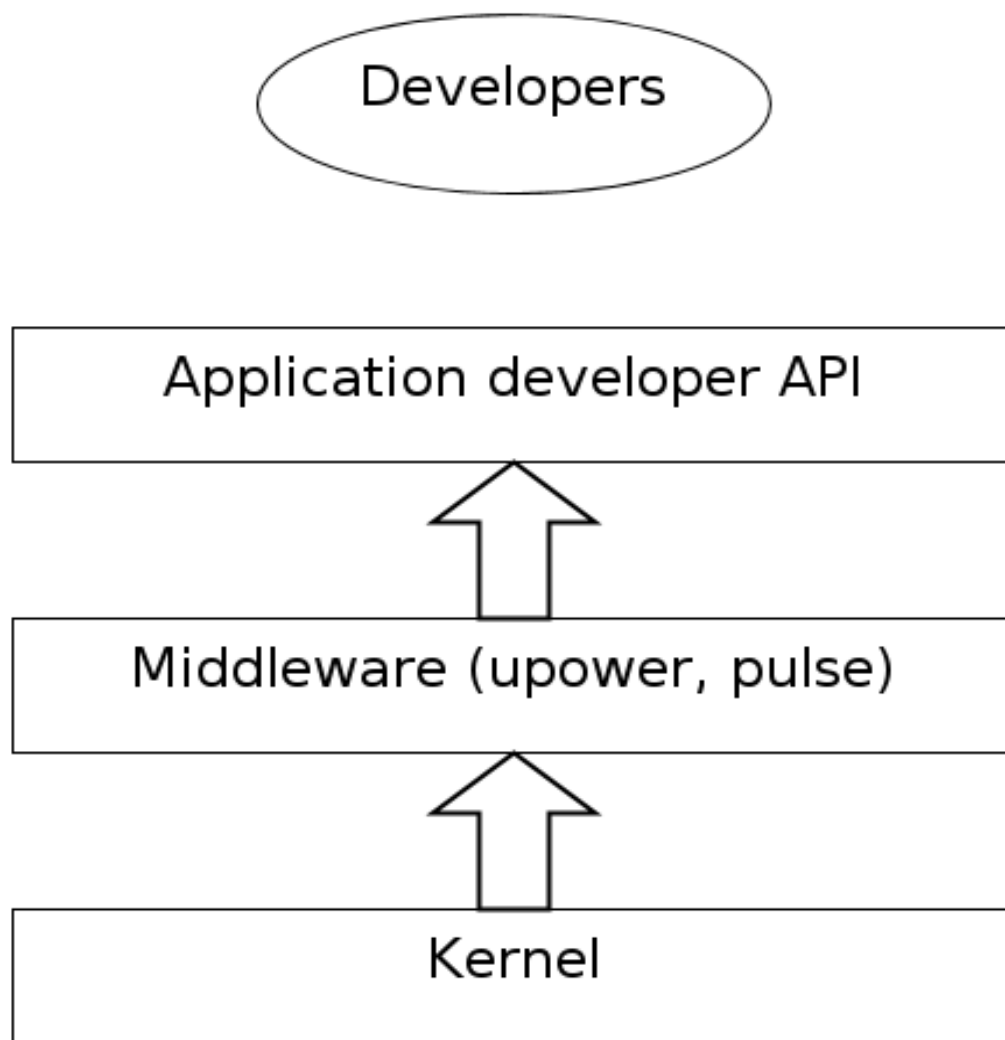 Developers
Application developer API
Middleware (upower, pulse)
Kernel